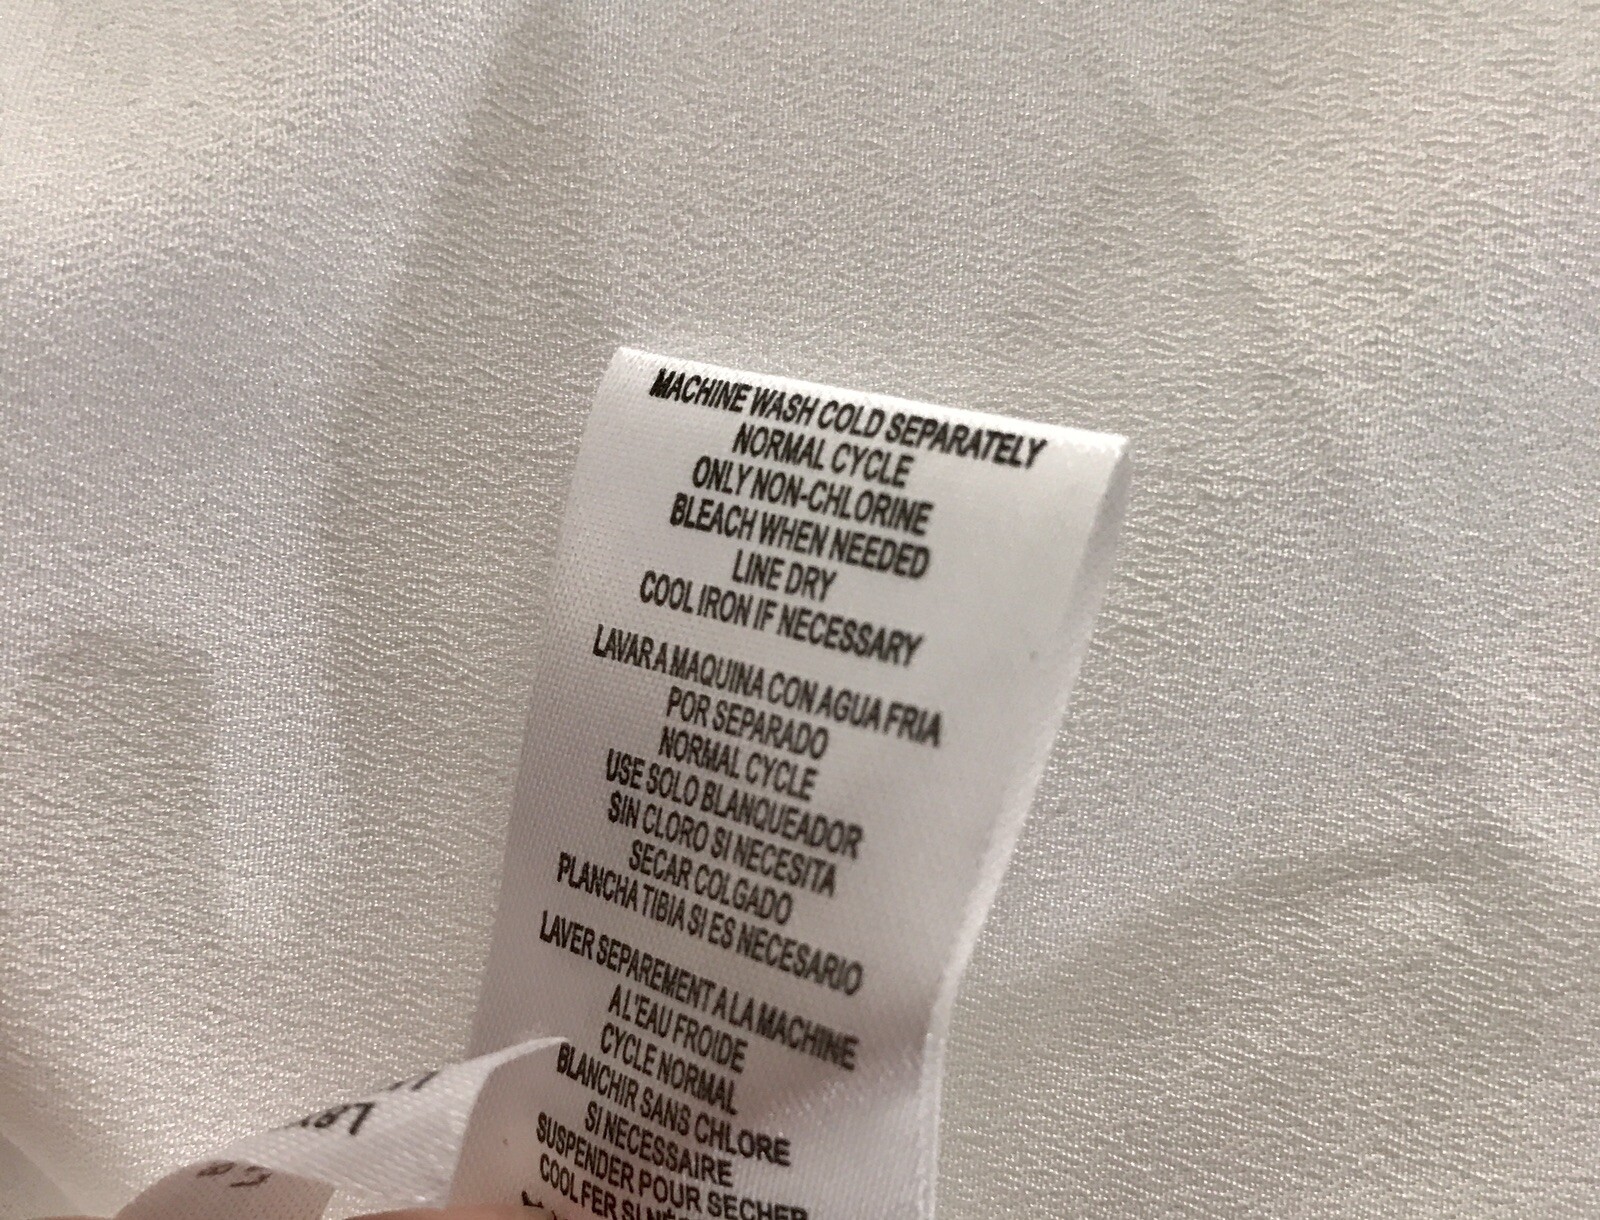 MACHINE WASH COLD SEPARATELY
NORMAL CYCLE
ONLY NON-CHLORINE
BLEACH WHEN NEEDED
LINE DRY
COOL IRON IF NECESSARY
LAVAR A MAQUINA CON AGUA FRIA
POR SEPARADO
NORMAL CYCLE
USE SOLO BLANQUEADOR
SIN CLORO SI NECESITA
SECAR COLGADO
PLANCHA TIBIA SI ES NECESARIO
LAVER SEPAREMENT A LA MACHINE
A L'EAU FROIDE
CYCLE NORMAL
BLANCHIR SANS CHLORE
SI NECESSAIRE
SUSPENDER POUR SECHER
COOL FER SI